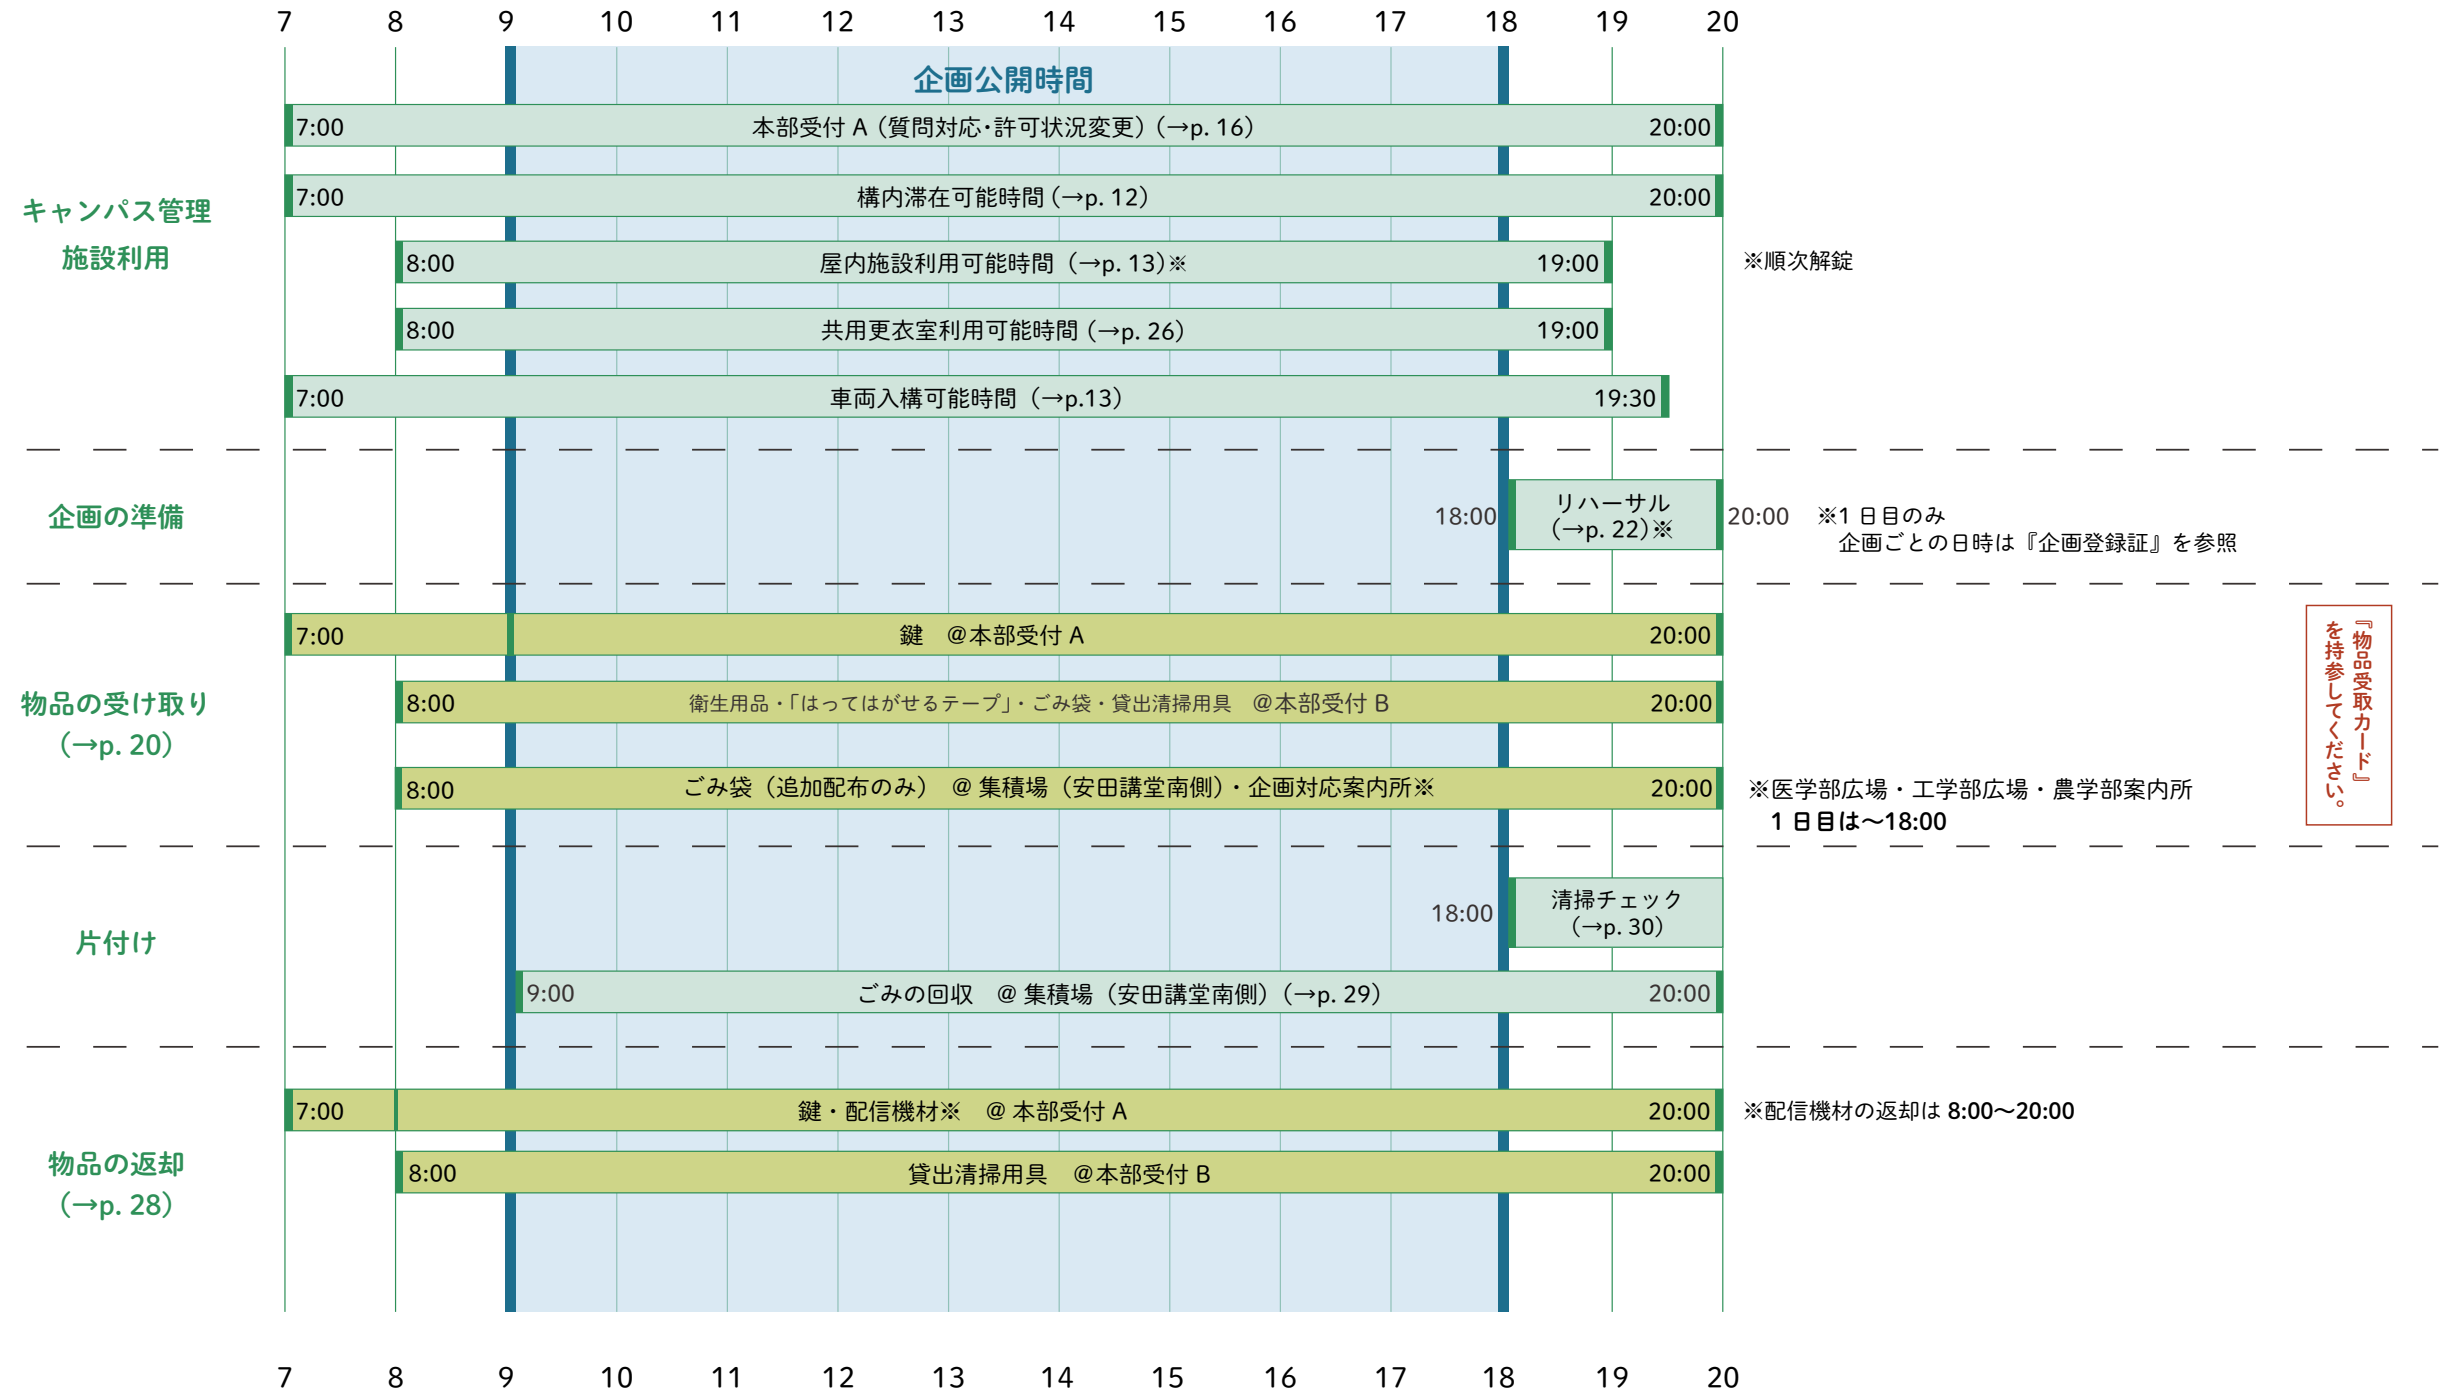 7 8 9 10 11 12 13 14 15 16 17 18 19 20
企画公開時間
7:00 本部受付 A（質問対応・許可状況変更）（→p. 16） 20:00
キャンパス管理
施設利用
7:00 構内滞在可能時間（→p. 12） 20:00
8:00 屋内施設利用可能時間（→p. 13）※ 19:00 ※順次解錠
8:00 共用更衣室利用可能時間（→p. 26） 19:00
7:00 車両入構可能時間（→p.13） 19:30
企画の準備
18:00 リハーサル
（→p. 22）※
20:00 ※1 日目のみ
企画ごとの日時は『企画登録証』を参照
物品の受け取り
（→p. 20）
7:00 鍵　@本部受付 A 20:00
8:00 衛生用品・「はってはがせるテープ」・ごみ袋・貸出清掃用具　@本部受付 B 20:00
8:00 ごみ袋（追加配布のみ）　@ 集積場（安田講堂南側）・企画対応案内所※ 20:00 ※医学部広場・工学部広場・農学部案内所
1 日目は～18:00
『物品受取カード』
を持参してください。
片付け
18:00 清掃チェック
（→p. 30）
9:00 ごみの回収　@ 集積場（安田講堂南側）（→p. 29） 20:00
物品の返却
（→p. 28）
7:00 鍵・配信機材※　@ 本部受付 A 20:00 ※配信機材の返却は 8:00～20:00
8:00 貸出清掃用具　@本部受付 B 20:00
7 8 9 10 11 12 13 14 15 16 17 18 19 20